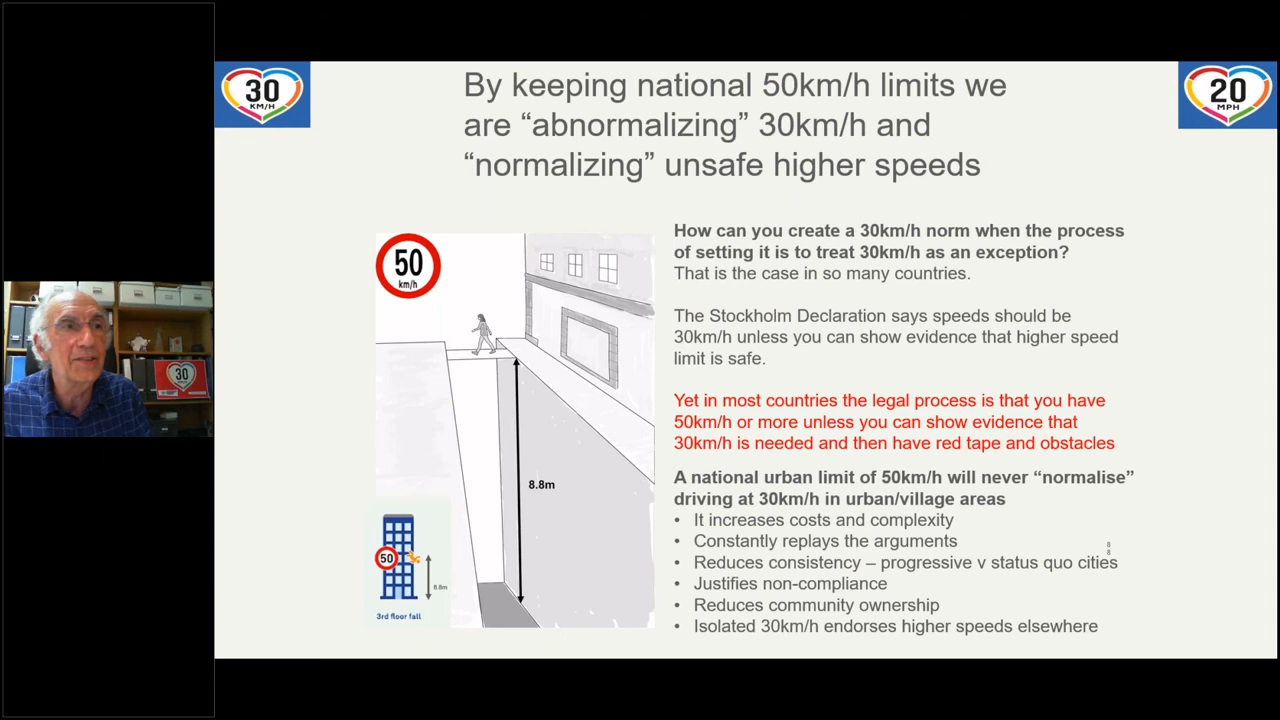 30
KM/H
By keeping national 50km/h limits we
are “abnormalizing” 30km/h and
“normalizing” unsafe higher speeds
20
MPH
50
km/h
8.8m
50
8.8m
3rd floor fall
How can you create a 30km/h norm when the process
of setting it is to treat 30km/h as an exception?
That is the case in so many countries.
The Stockholm Declaration says speeds should be
30km/h unless you can show evidence that higher speed
limit is safe.
Yet in most countries the legal process is that you have
50km/h or more unless you can show evidence that
30km/h is needed and then have red tape and obstacles
A national urban limit of 50km/h will never “normalise”
driving at 30km/h in urban/village areas
• It increases costs and complexity
• Constantly replays the arguments
• Reduces consistency – progressive v status quo cities
• Justifies non-compliance
• Reduces community ownership
• Isolated 30km/h endorses higher speeds elsewhere
30